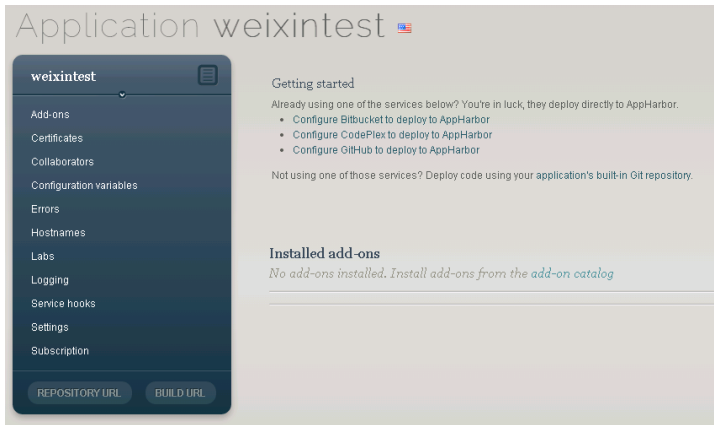 Application weixintest
weixintest
Add-ons
Certificates
Collaborators
Configuration variables
Errors
Hostnames
Labs
Logging
Service hooks
Settings
Subscription
REPOSITORY URL BUILD URL
Getting started
Already using one of the services below? You're in luck, they deploy directly to AppHarbor.
• Configure Bitbucket to deploy to AppHarbor
• Configure CodePlex to deploy to AppHarbor
• Configure GitHub to deploy to AppHarbor
Not using one of those services? Deploy code using your application's built-in Git repository.
Installed add-ons
No add-ons installed. Install add-ons from the add-on catalog